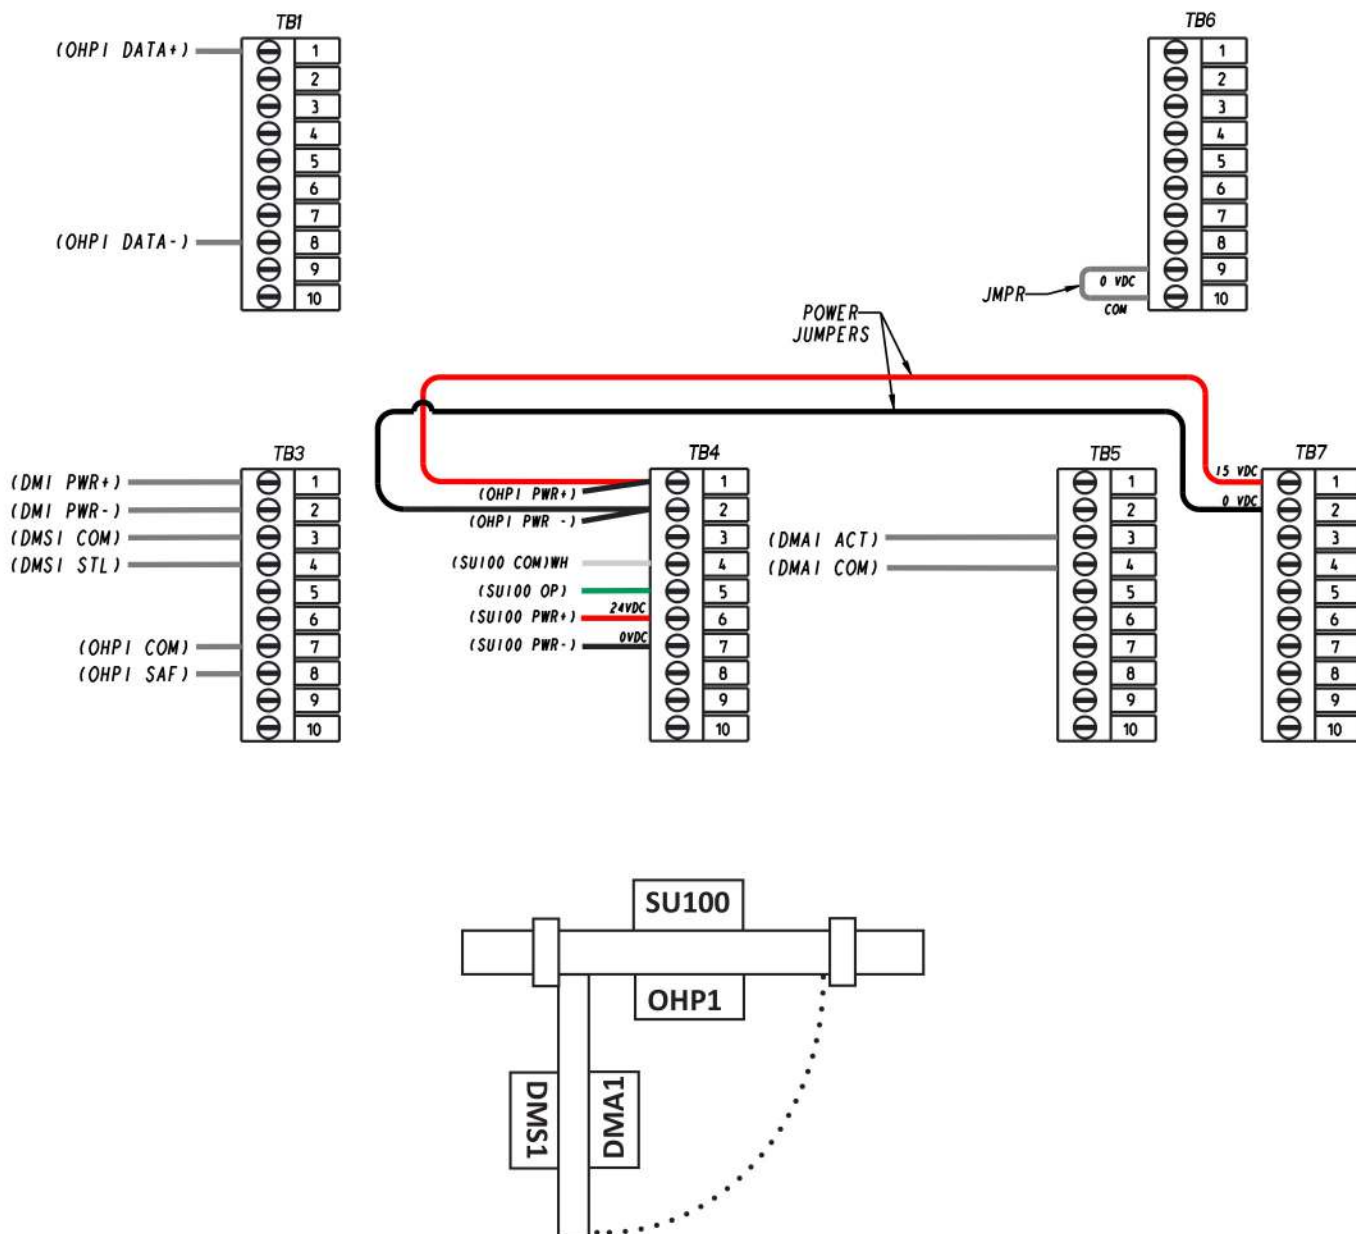 TB1
(OHP1 DATA+)
1
2
3
4
5
6
7
(OHP1 DATA-)
8
9
10
TB6
1
2
3
4
5
6
7
8
9
10
0 VDC
COM
JMPR
POWER
JUMPERS
TB3
(DM1 PWR+)
1
(DM1 PWR-)
2
(DMS1 COM)
3
(DMS1 STL)
4
5
6
(OHP1 COM)
7
(OHP1 SAF)
8
9
10
TB4
(OHP1 PWR+)
1
(OHP1 PWR -)
2
3
(SU100 COM)WH
4
(SU100 OP)
5
(SU100 PWR+)
24VDC
6
(SU100 PWR-)
0VDC
7
8
9
10
TB5
1
2
(DMA1 ACT)
3
(DMA1 COM)
4
5
6
7
8
9
10
TB7
15 VDC
1
0 VDC
2
3
4
5
6
7
8
9
10
SU100
OHP1
DMS1
DMA1